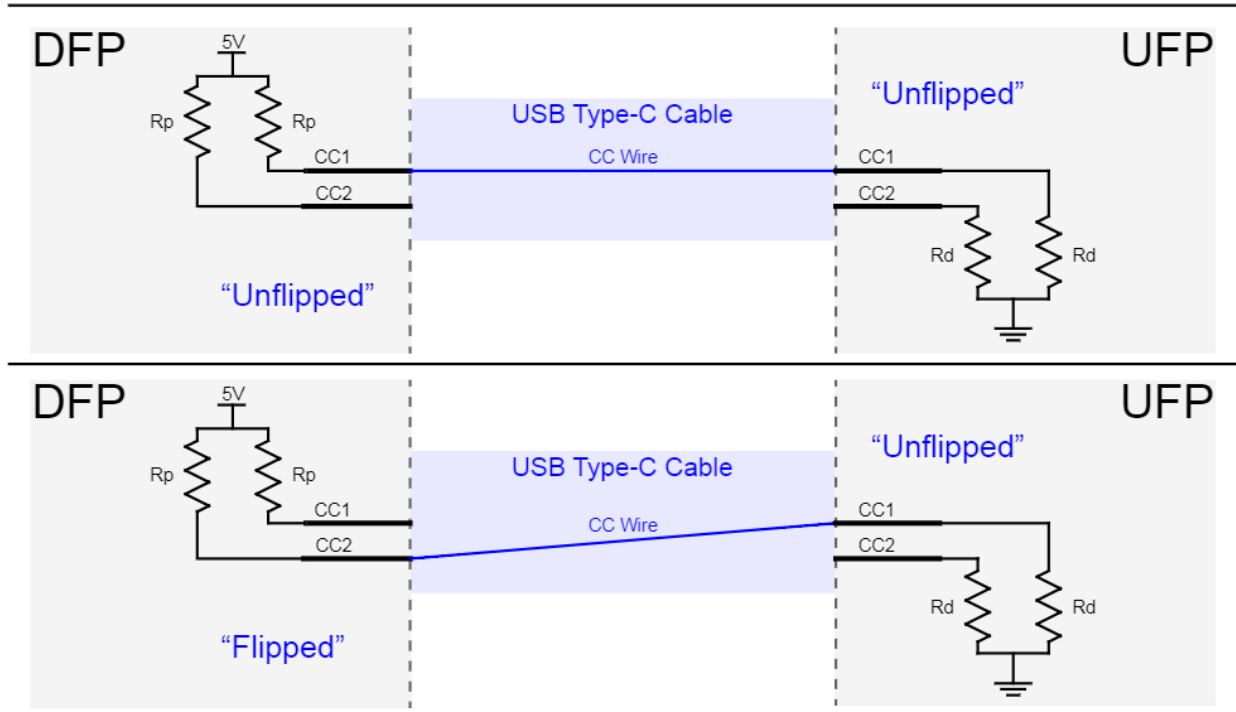 DFP
5V
UFP
“Unflipped”
USB Type-C Cable
Rp
Rp
CC1
CC Wire
CC1
CC2
CC2
Rd
Rd
“Unflipped”
DFP
5V
UFP
“Unflipped”
USB Type-C Cable
Rp
Rp
CC1
CC Wire
CC1
CC2
CC2
Rd
Rd
“Flipped”